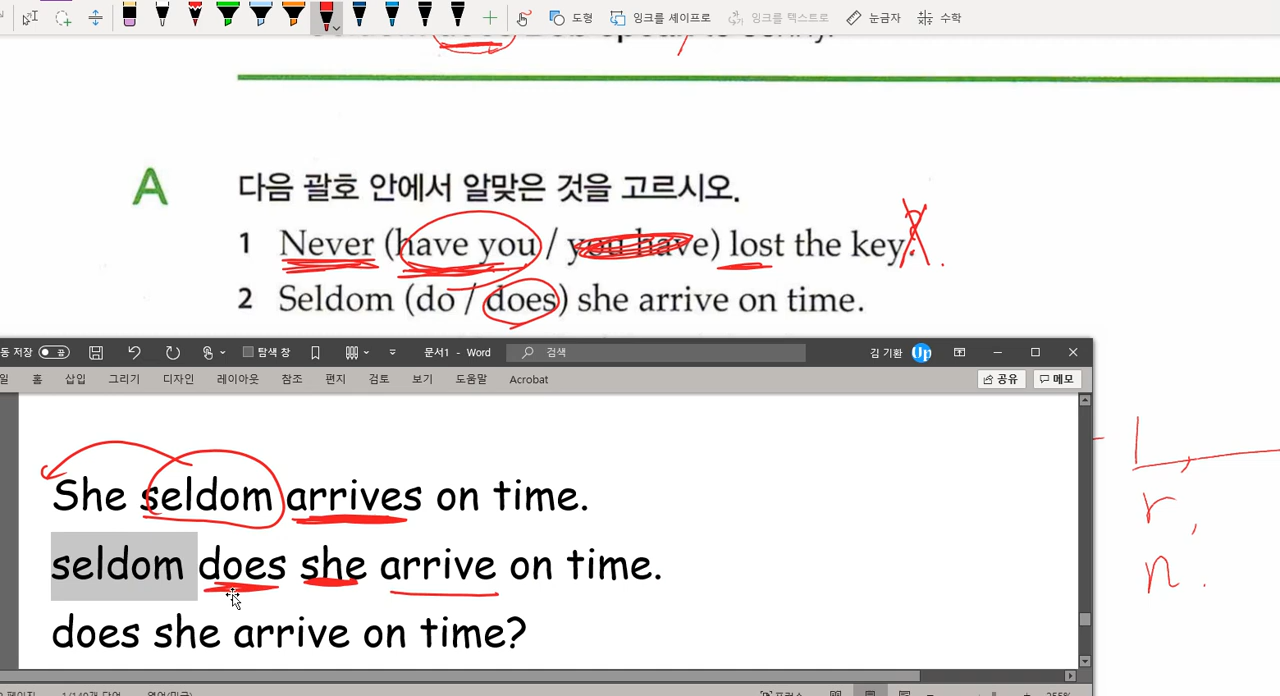 도형 잉크를 셰이프로 잉크를 텍스트로 눈금자 수학
A 다음 괄호 안에서 알맞은 것을 고르시오.
1 Never (have you / you have) lost the key.
2 Seldom (do / does) she arrive on time.
동 저장 탐색 창 문서1 - Word 검색 김 기환 Up
일 홈 삽입 그리기 디자인 레이아웃 참조 편지 검토 보기 도움말 Acrobat 공유 메모
She seldom arrives on time.
seldom does she arrive on time.
does she arrive on time?
l,
r,
n.